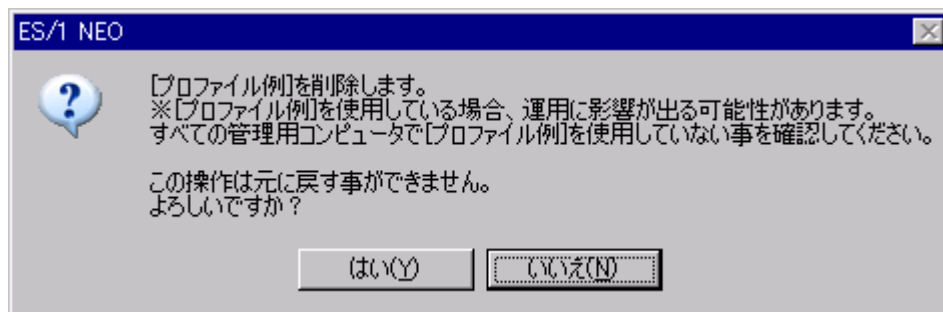 ES/1 NEO
[プロファイル例]を削除します。
※[プロファイル例]を使用している場合、運用に影響が出る可能性があります。
すべての管理用コンピュータで[プロファイル例]を使用していない事を確認してください。
この操作は元に戻す事ができません。
よろしいですか？
はい(Y)
いいえ(N)